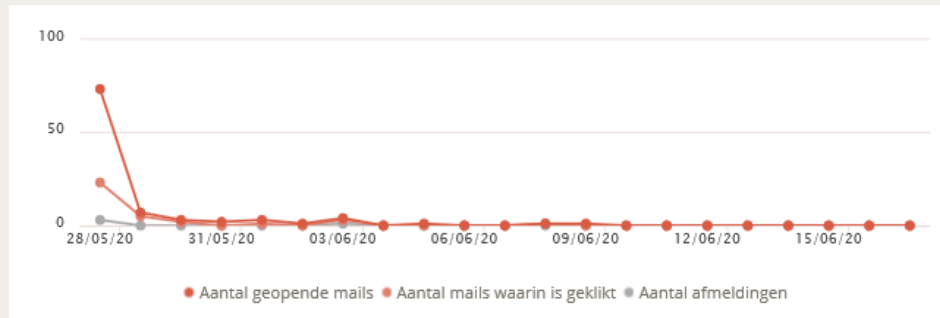 100
50
0
28/05/20 31/05/20 03/06/20 06/06/20 09/06/20 12/06/20 15/06/20
Aantal geopende mails Aantal mails waarin is geklikt Aantal afmeldingen